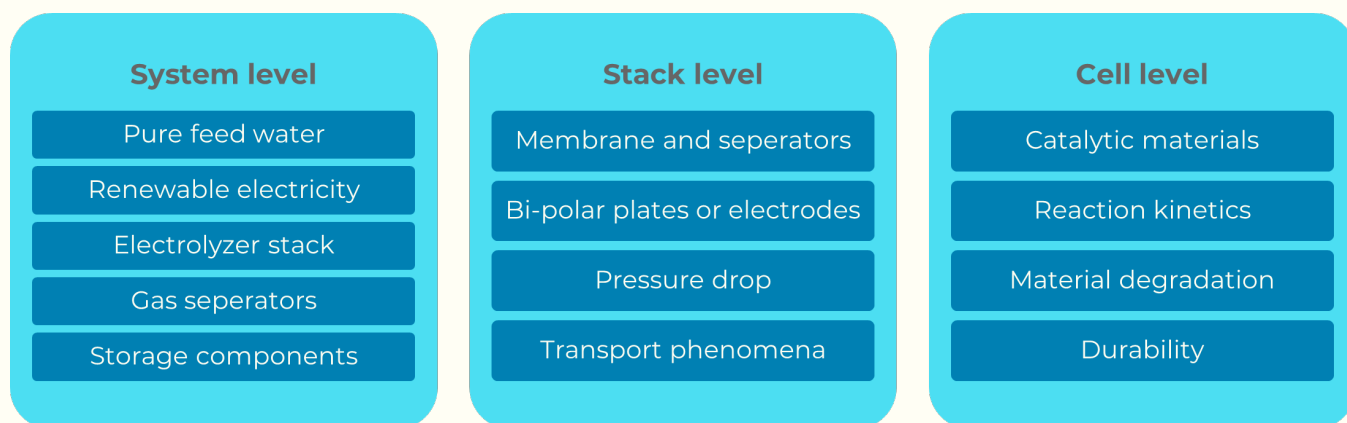 System level
Pure feed water
Renewable electricity
Electrolyzer stack
Gas seperators
Storage components
Stack level
Membrane and seperators
Bi-polar plates or electrodes
Pressure drop
Transport phenomena
Cell level
Catalytic materials
Reaction kinetics
Material degradation
Durability